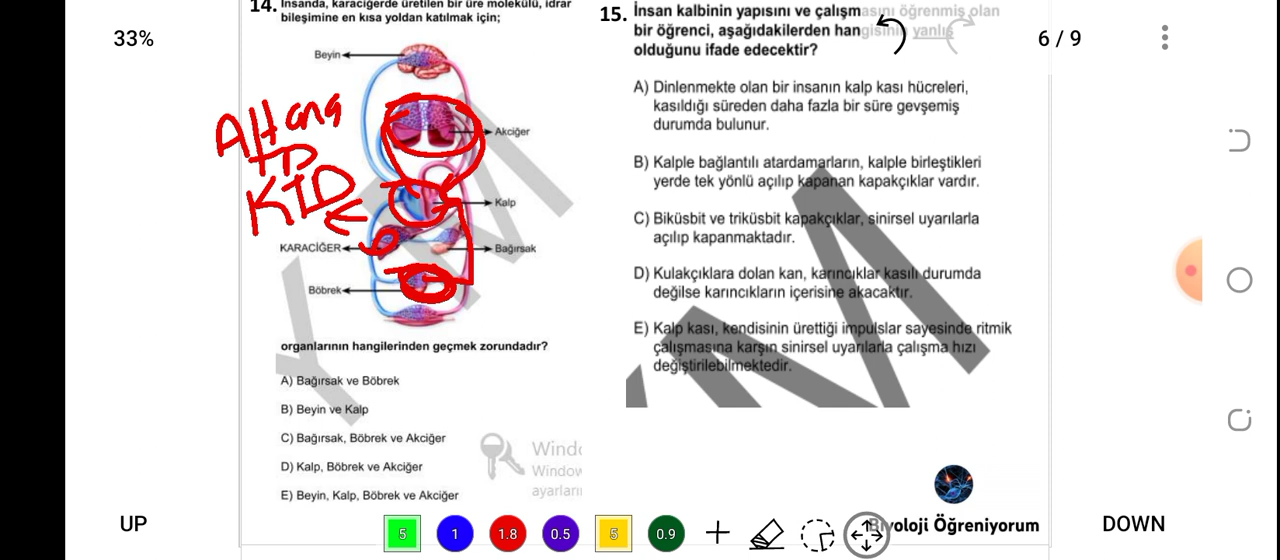 33%
6 / 9
14. İnsanda, karaciğerde üretilen bir üre molekülü, idrar
bileşimine en kısa yoldan katılmak için;
Beyin
Akciğer
Kalp
KARACİĞER
Bağırsak
Böbrek
KTD
organlarının hangilerinden geçmek zorundadır?
A) Bağırsak ve Böbrek
B) Beyin ve Kalp
C) Bağırsak, Böbrek ve Akciğer
D) Kalp, Böbrek ve Akciğer
E) Beyin, Kalp, Böbrek ve Akciğer
15. İnsan kalbinin yapısını ve çalışmasını öğrenmiş olan
bir öğrenci, aşağıdakilerden hangisinin yanlış
olduğunu ifade edecektir?
A) Dinlenmekte olan bir insanın kalp kası hücreleri,
kasıldığı süreden daha fazla bir süre gevşemiş
durumda bulunur.
B) Kalple bağlantılı atardamarların, kalple birleştikleri
yerde tek yönlü açılıp kapanan kapakçıklar vardır.
C) Biküsbit ve triküsbit kapakçıklar, sinirsel uyarılarla
açılıp kapanmaktadır.
D) Kulakçıklara dolan kan, karıncıklar kasılı durumda
değilse karıncıkların içerisine akacaktır.
E) Kalp kası, kendisinin ürettiği impulslar sayesinde ritmik
çalışmasına karşın sinirsel uyarılarla çalışma hızı
değiştirilebilmektedir.
Windo
Window
ayarların
Biyoloji Öğreniyorum
UP
5
1
1.8
0.5
5
0.9
DOWN